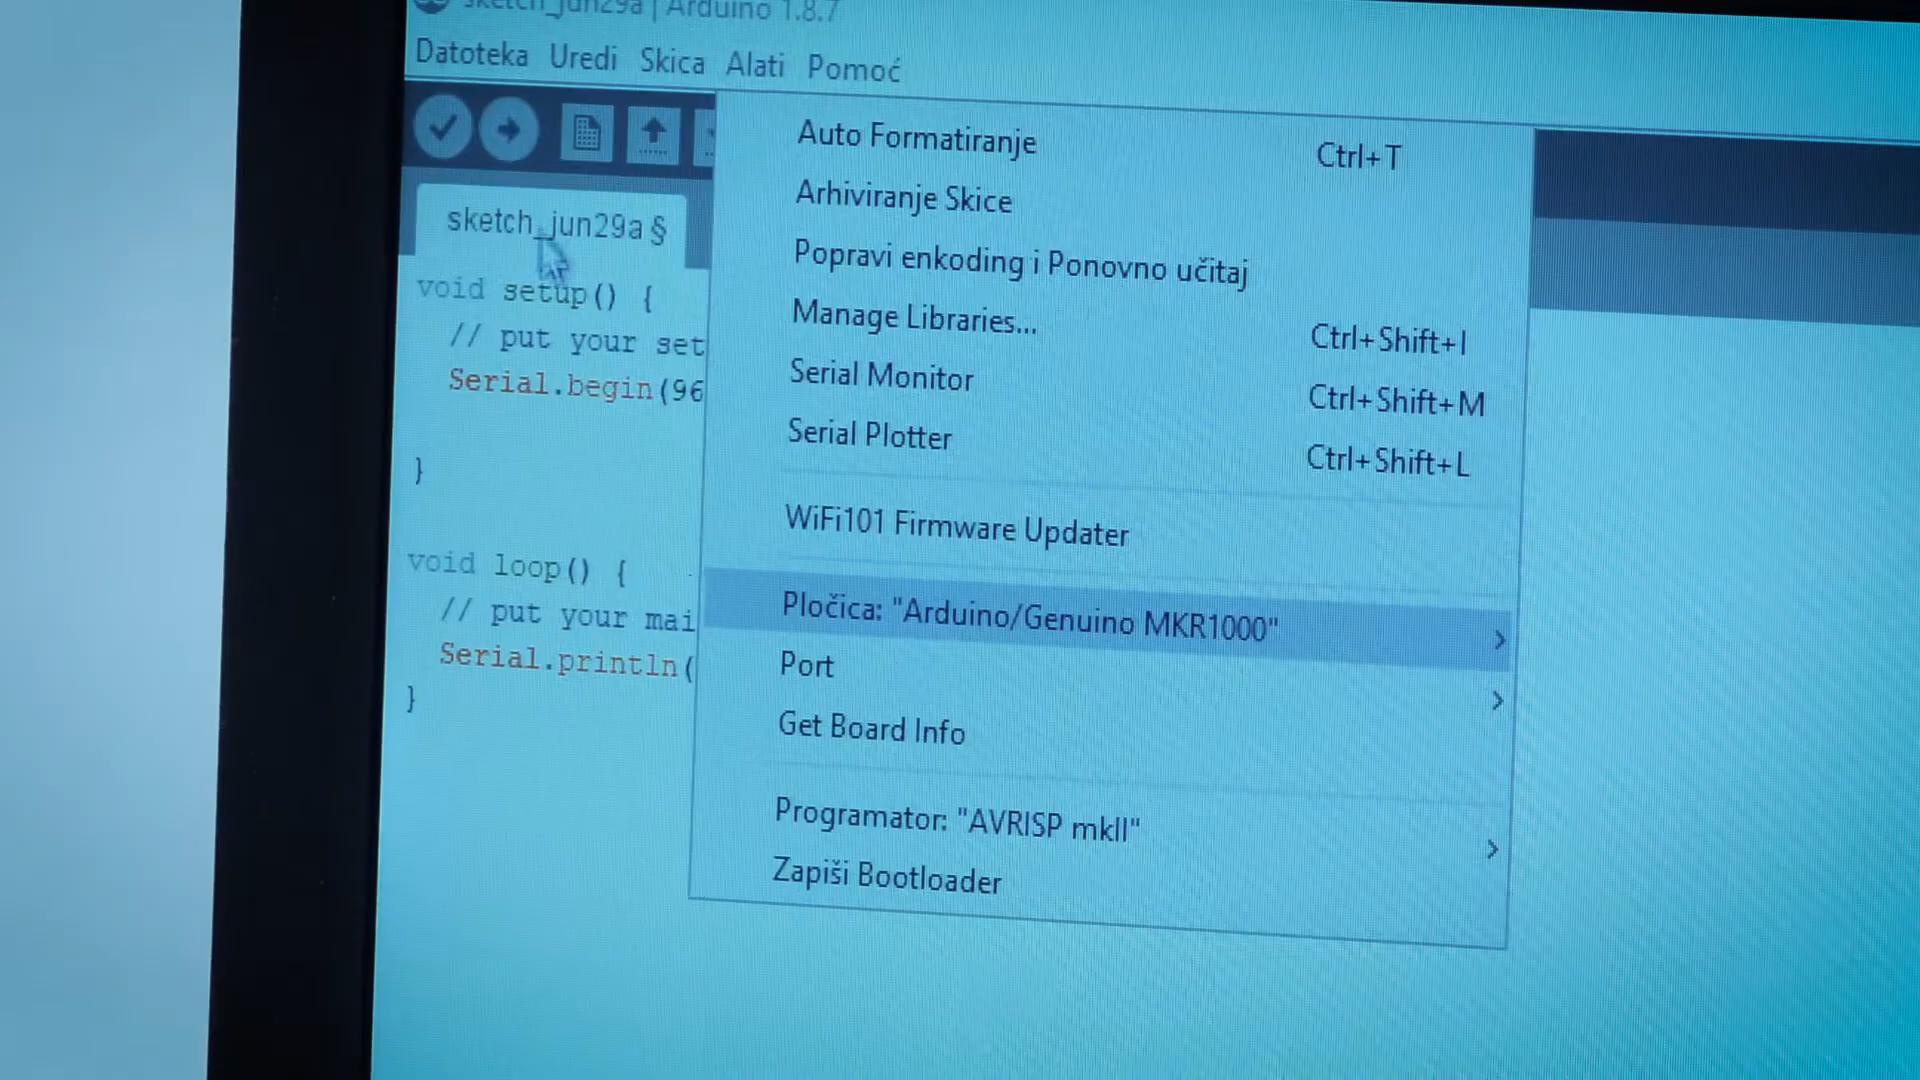 sketch_jun29a | Arduino 1.8.7
Datoteka Uredi Skica Alati Pomoć
Auto Formatiranje Ctrl+T
Arhiviranje Skice
Popravi enkoding i Ponovno učitaj
Manage Libraries... Ctrl+Shift+I
Serial Monitor Ctrl+Shift+M
Serial Plotter Ctrl+Shift+L
WiFi101 Firmware Updater
Pločica: "Arduino/Genuino MKR1000"
Port
Get Board Info
Programator: "AVRISP mkII"
Zapiši Bootloader
sketch_jun29a §
void setup() {
// put your set
Serial.begin(96
}
void loop() {
// put your mai
Serial.println(
}